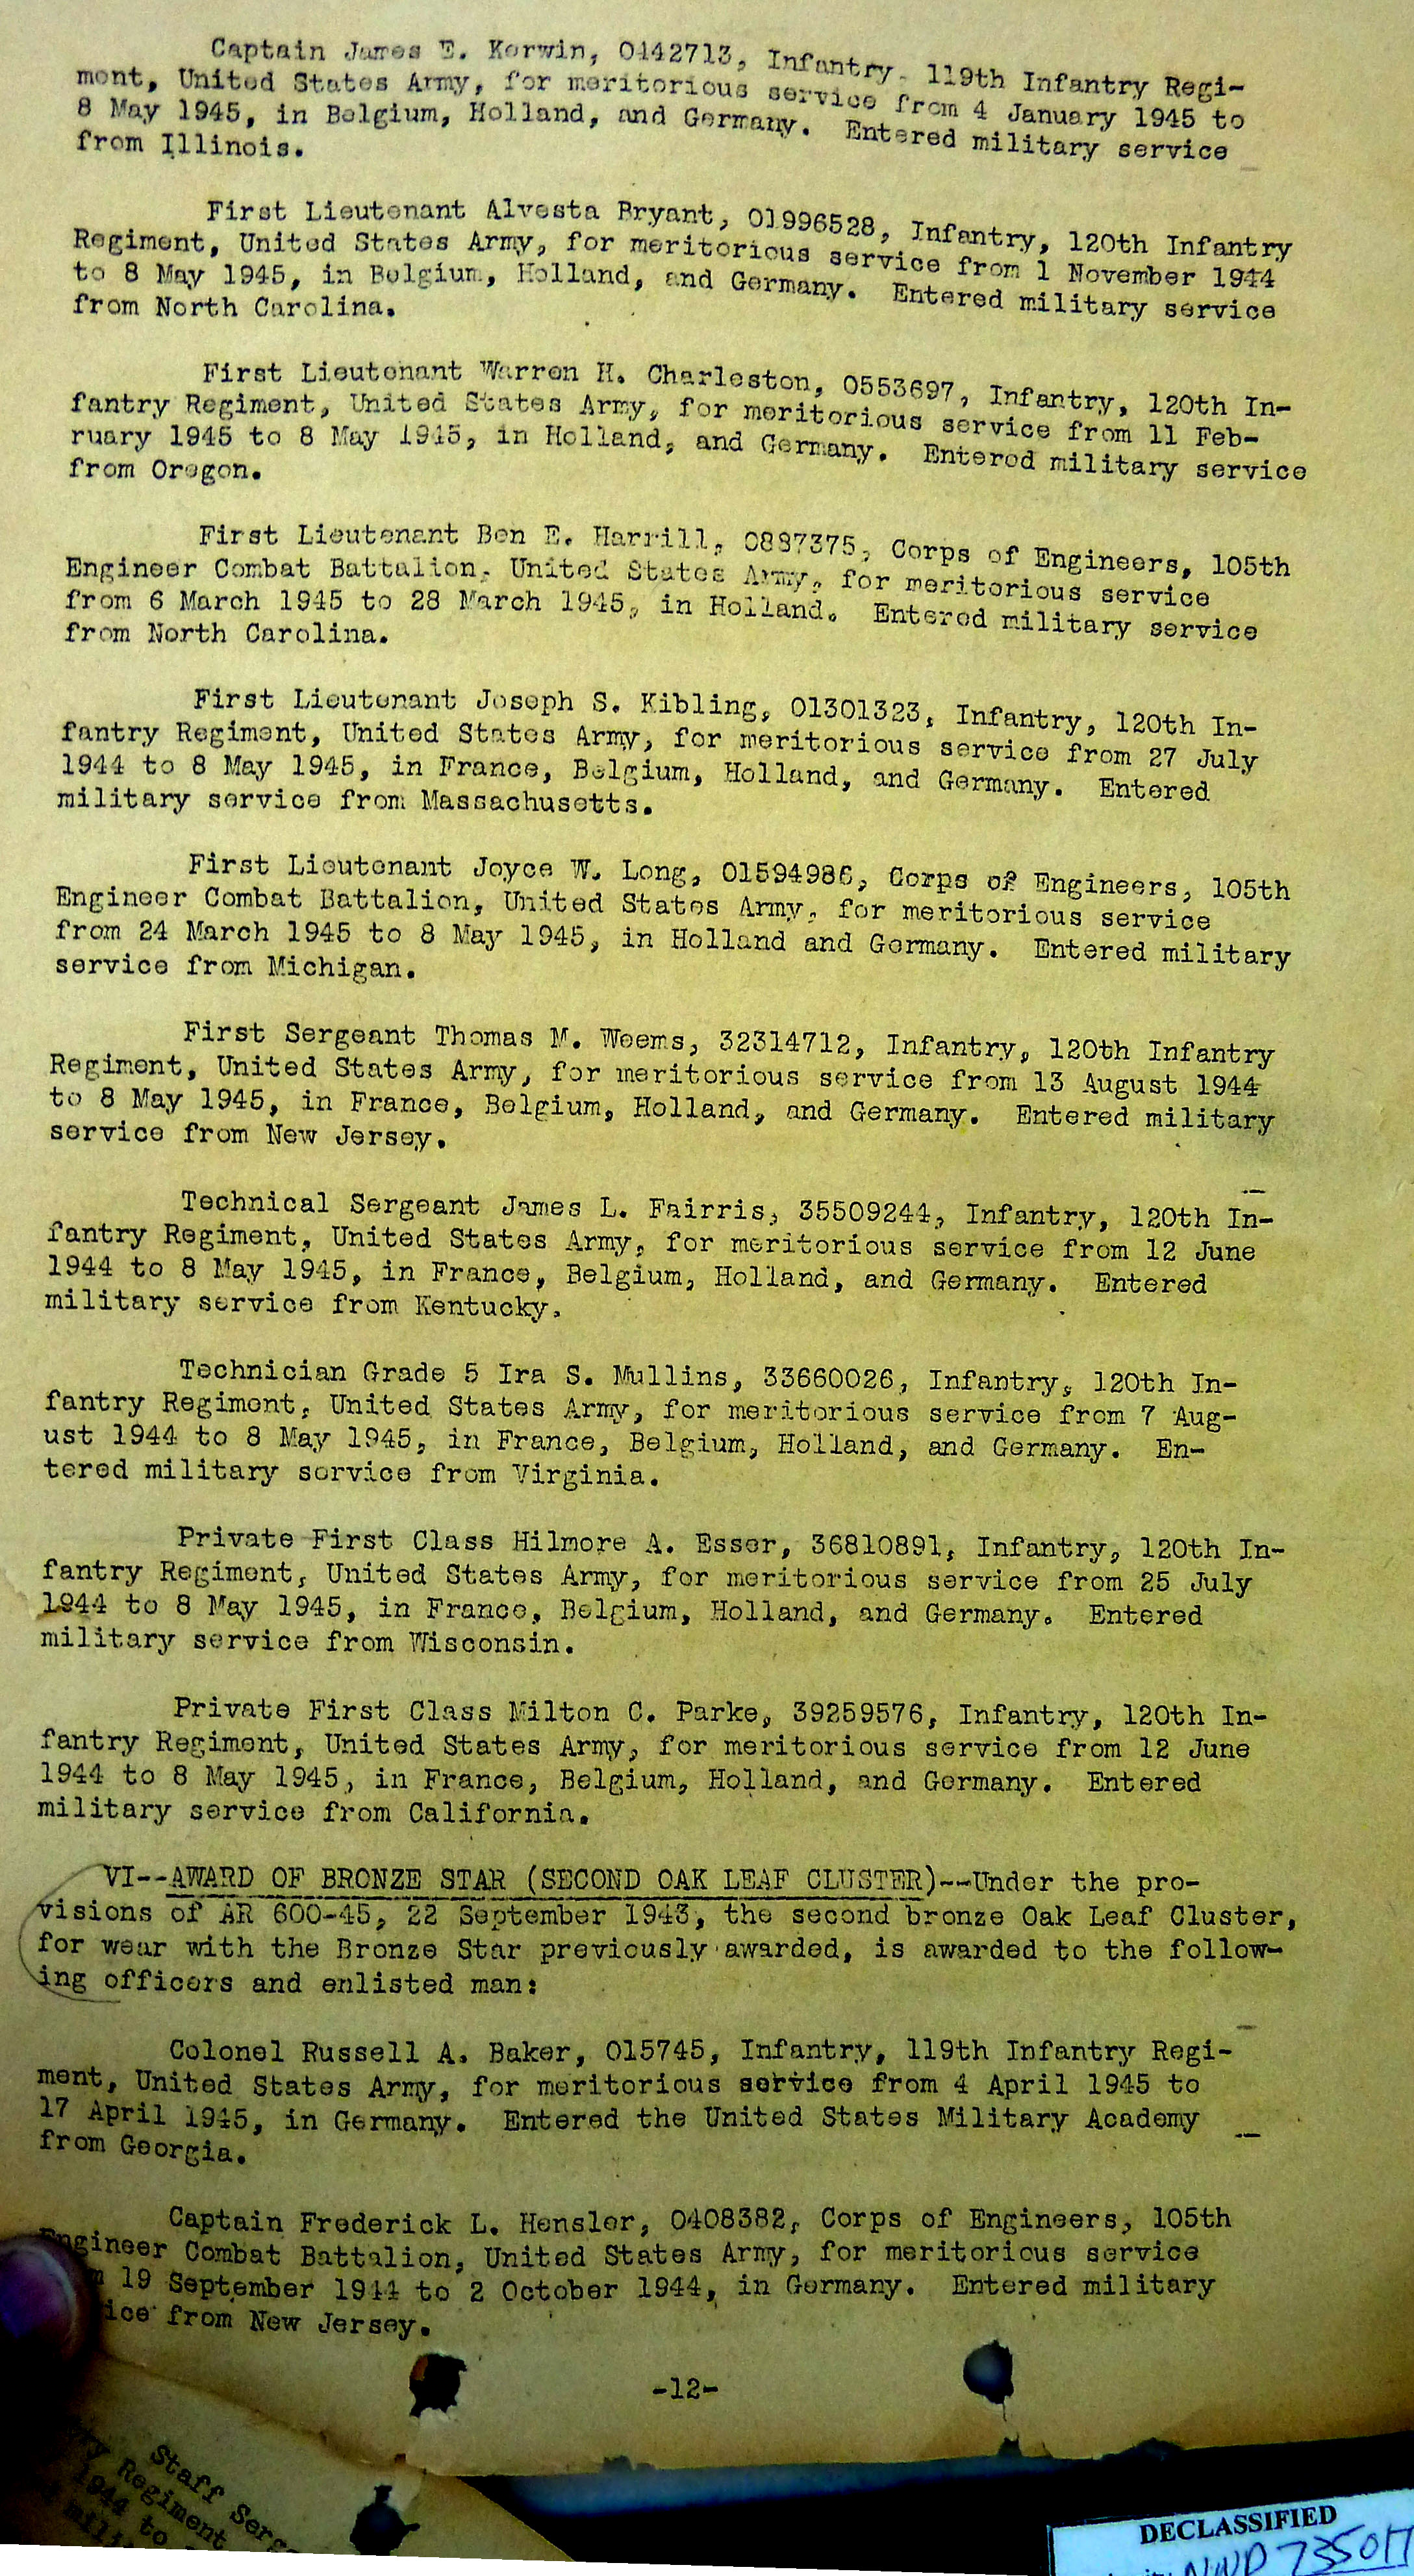 Captain James E. Korwin, 0442713, Infantry, 119th Infantry Regi-
ment, United States Army, for meritorious service from 4 January 1945 to
8 May 1945, in Belgium, Holland, and Germany. Entered military service
from Illinois.
First Lieutenant Alvesta Bryant, 01996528, Infantry, 120th Infantry
Regiment, United States Army, for meritorious service from 1 November 1944
to 8 May 1945, in Belgium, Holland, and Germany. Entered military service
from North Carolina.
First Lieutenant Warren H. Charleston, 0553697, Infantry, 120th In-
fantry Regiment, United States Army, for meritorious service from 11 Feb-
ruary 1945 to 8 May 1945, in Holland, and Germany. Entered military service
from Oregon.
First Lieutenant Ben E. Harrill, 0887375, Corps of Engineers, 105th
Engineer Combat Battalion, United States Army, for meritorious service
from 6 March 1945 to 28 March 1945, in Holland. Entered military service
from North Carolina.
First Lieutenant Joseph S. Kibling, 01301323, Infantry, 120th In-
fantry Regiment, United States Army, for meritorious service from 27 July
1944 to 8 May 1945, in France, Belgium, Holland, and Germany. Entered
military service from Massachusetts.
First Lieutenant Joyce W. Long, 01594986, Corps of Engineers, 105th
Engineer Combat Battalion, United States Army, for meritorious service
from 24 March 1945 to 8 May 1945, in Holland and Germany. Entered military
service from Michigan.
First Sergeant Thomas M. Weems, 32314712, Infantry, 120th Infantry
Regiment, United States Army, for meritorious service from 13 August 1944
to 8 May 1945, in France, Belgium, Holland, and Germany. Entered military
service from New Jersey.
Technical Sergeant James L. Fairris, 35509244, Infantry, 120th In-
fantry Regiment, United States Army, for meritorious service from 12 June
1944 to 8 May 1945, in France, Belgium, Holland, and Germany. Entered
military service from Kentucky.
Technician Grade 5 Ira S. Mullins, 33660026, Infantry, 120th In-
fantry Regiment, United States Army, for meritorious service from 7 Aug-
ust 1944 to 8 May 1945, in France, Belgium, Holland, and Germany. En-
tered military service from Virginia.
Private First Class Hilmore A. Esser, 36810891, Infantry, 120th In-
fantry Regiment, United States Army, for meritorious service from 25 July
1944 to 8 May 1945, in France, Belgium, Holland, and Germany. Entered
military service from Wisconsin.
Private First Class Milton C. Parke, 39259576, Infantry, 120th In-
fantry Regiment, United States Army, for meritorious service from 12 June
1944 to 8 May 1945, in France, Belgium, Holland, and Germany. Entered
military service from California.
VI--AWARD OF BRONZE STAR (SECOND OAK LEAF CLUSTER)--Under the pro-
visions of AR 600-45, 22 September 1943, the second bronze Oak Leaf Cluster,
for wear with the Bronze Star previously awarded, is awarded to the follow-
ing officers and enlisted man:
Colonel Russell A. Baker, 015745, Infantry, 119th Infantry Regi-
ment, United States Army, for meritorious service from 4 April 1945 to
17 April 1945, in Germany. Entered the United States Military Academy
from Georgia.
Captain Frederick L. Hensler, 0408382, Corps of Engineers, 105th
Engineer Combat Battalion, United States Army, for meritorious service
19 September 1944 to 2 October 1944, in Germany. Entered military
ice from New Jersey.
-12-
Staff Serg
ry Regiment
1944 to
mili
DECLASSIFIED
NWD 735017